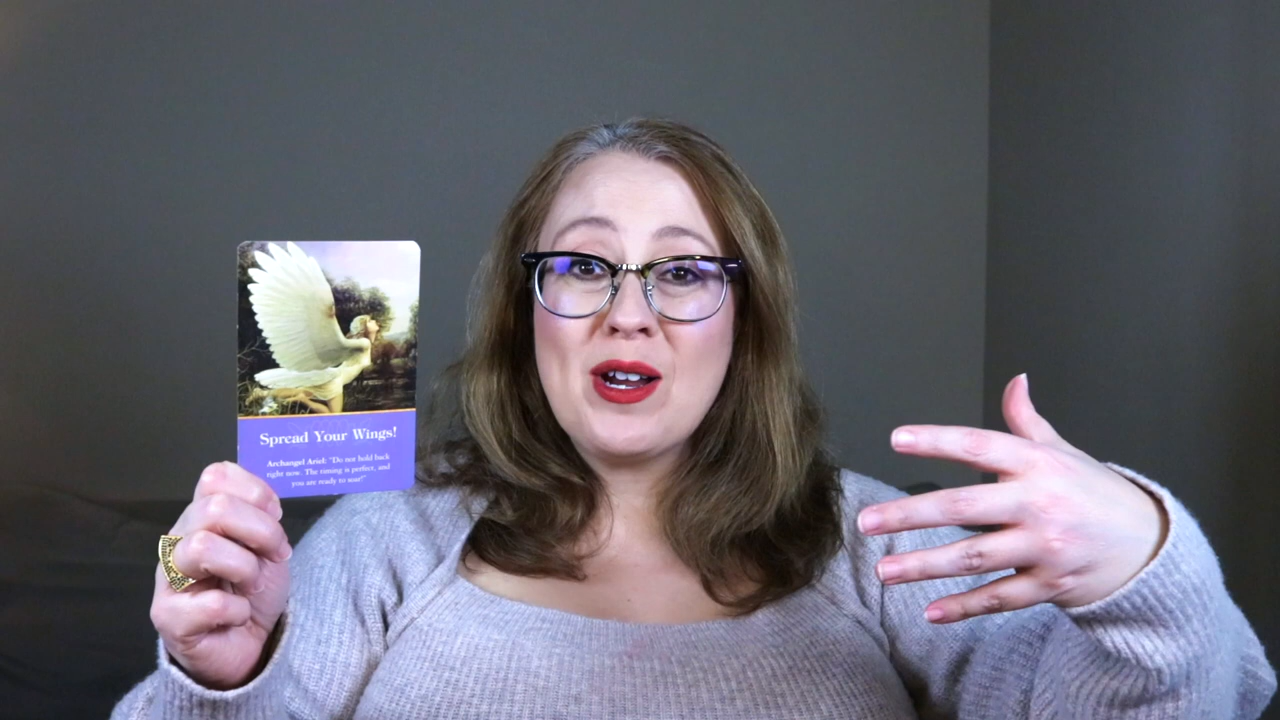 Spread Your Wings!
Archangel Ariel: "Do not hold back
right now. The timing is perfect, and
you are ready to soar!"